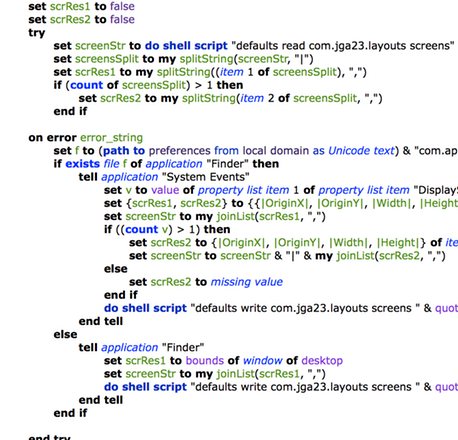 set scrRes1 to false
set scrRes2 to false
try
set screenStr to do shell script "defaults read com.jga23.layouts screens"
set screensSplit to my splitString(screenStr, "|")
set scrRes1 to my splitString((item 1 of screensSplit), ",")
if (count of screensSplit) > 1 then
set scrRes2 to my splitString(item 2 of screensSplit, ",")
end if
on error error_string
set f to (path to preferences from local domain as Unicode text) & "com.ap
if exists file f of application "Finder" then
tell application "System Events"
set v to value of property list item 1 of property list item "DisplayS
set {scrRes1, scrRes2} to {{|OriginX|, |OriginY|, |Width|, |Height
set screenStr to my joinList(scrRes1, ",")
if ((count v) > 1) then
set scrRes2 to {|OriginX|, |OriginY|, |Width|, |Height|} of ite
set screenStr to screenStr & "|" & my joinList(scrRes2, ",")
else
set scrRes2 to missing value
end if
do shell script "defaults write com.jga23.layouts screens " & quot
end tell
else
tell application "Finder"
set scrRes1 to bounds of window of desktop
set screenStr to my joinList(scrRes1, ",")
do shell script "defaults write com.jga23.layouts screens " & quot
end tell
end if
end try